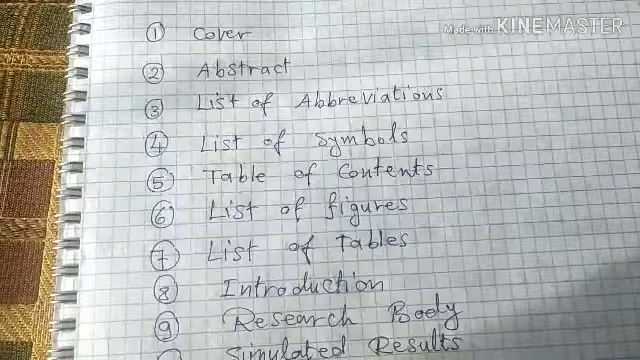 Made with KINEMASTER
① Cover
② Abstract
③ List of Abbreviations
④ List of Symbols
⑤ Table of Contents
⑥ List of figures
⑦ List of Tables
⑧ Introduction
⑨ Research Body
Simulated Results